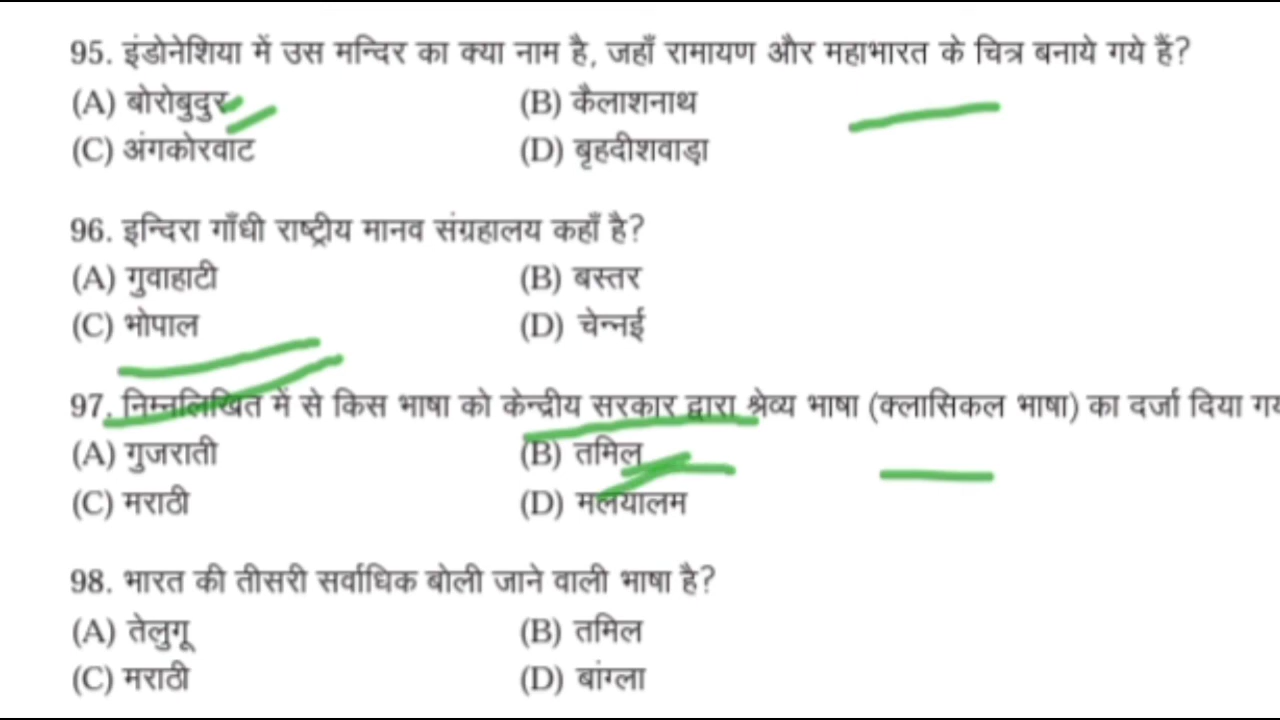 95. इंडोनेशिया में उस मन्दिर का क्या नाम है, जहाँ रामायण और महाभारत के चित्र बनाये गये हैं?
(A) बोरोबुदुर (B) कैलाशनाथ
(C) अंगकोरवाट (D) बृहदीशवाड़ा
96. इन्दिरा गाँधी राष्ट्रीय मानव संग्रहालय कहाँ है?
(A) गुवाहाटी (B) बस्तर
(C) भोपाल (D) चेन्नई
97. निम्नलिखित में से किस भाषा को केन्द्रीय सरकार द्वारा श्रेव्य भाषा (क्लासिकल भाषा) का दर्जा दिया
(A) गुजराती (B) तमिल
(C) मराठी (D) मलयालम
98. भारत की तीसरी सर्वाधिक बोली जाने वाली भाषा है?
(A) तेलुगू (B) तमिल
(C) मराठी (D) बांग्ला